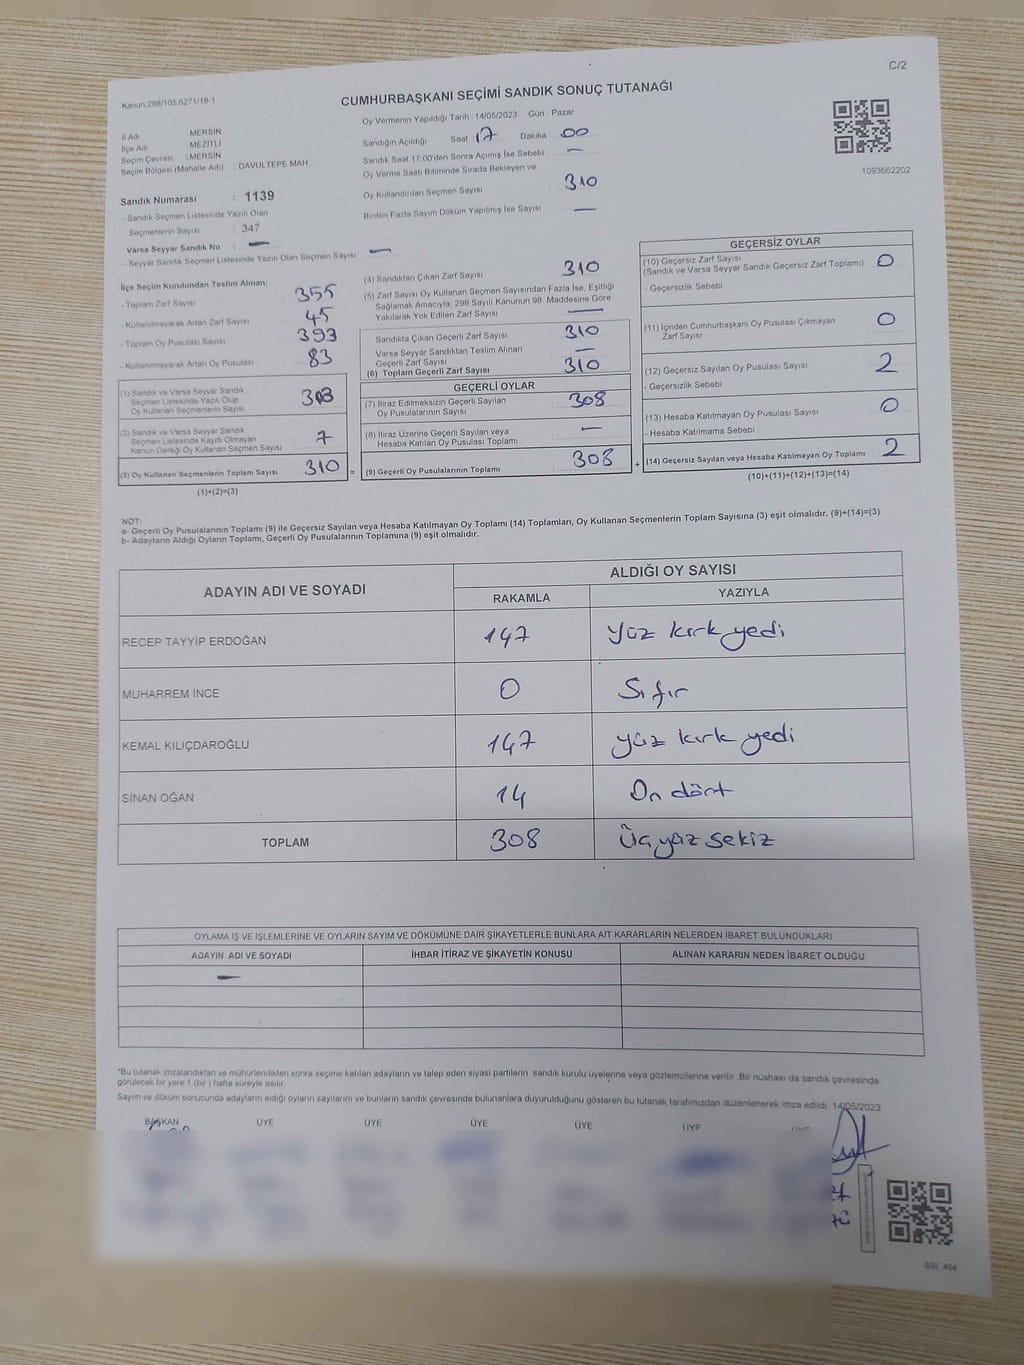 C/2
Kanun.298/105;6271/18-1
CUMHURBAŞKANI SEÇİMİ SANDIK SONUÇ TUTANAĞI
Oy Vermenin Yapıldığı Tarih : 14/05/2023 Gün : Pazar
İl Adı : MERSİN
İlçe Adı : MEZİTLİ
Seçim Çevresi : MERSİN
Seçim Bölgesi (Mahalle Adı) : DAVULTEPE MAH
Sandık Numarası : 1139
- Sandık Seçmen Listesinde Yazılı Olan
Seçmenlerin Sayısı : 347
Varsa Seyyar Sandık No : —
- Seyyar Sandık Seçmen Listesinde Yazılı Olan Seçmen Sayısı : —
Sandığın Açıldığı Saat : 17 Dakika : 00
Sandık Saat 17:00'den Sonra Açımış İse Sebebi : —
Oy Verme Saati Bitiminde Sırada Bekleyen ve
Oy Kullandırılan Seçmen Sayısı : 310
Birden Fazla Sayım Döküm Yapılmış İse Sayısı : —
1093662202
İlçe Seçim Kurulundan Teslim Alınan;
- Toplam Zarf Sayısı : 355
- Kullanılmayarak Artan Zarf Sayısı : 45
- Toplam Oy Pusulası Sayısı : 393
- Kullanılmayarak Artan Oy Pusulası : 83
(1) Sandık ve Varsa Seyyar Sandık
Seçmen Listesinde Yazılı Olup
Oy Kullanan Seçmenlerin Sayısı : 303
(2) Sandık ve Varsa Seyyar Sandık
Seçmen Listesinde Kayıtlı Olmayan
Kanun Gereği Oy Kullanan Seçmen Sayısı : 7
(3) Oy Kullanan Seçmenlerin Toplam Sayısı : 310 =
(1)+(2)=(3)
(4) Sandıktan Çıkan Zarf Sayısı : 310
(5) Zarf Sayısı Oy Kullanan Seçmen Sayısından Fazla İse, Eşitliği
Sağlamak Amacıyla, 298 Sayılı Kanunun 98. Maddesine Göre
Yakılarak Yok Edilen Zarf Sayısı : —
Sandıkta Çıkan Geçerli Zarf Sayısı : 310
Varsa Seyyar Sandıktan Teslim Alınan
Geçerli Zarf Sayısı : —
(6) Toplam Geçerli Zarf Sayısı : 310
GEÇERLİ OYLAR
(7) İtiraz Edilmeksizin Geçerli Sayılan
Oy Pusulalarının Sayısı : 308
(8) İtiraz Üzerine Geçerli Sayılan veya
Hesaba Katılan Oy Pusulası Toplamı : —
(9) Geçerli Oy Pusulalarının Toplamı : 308 +
GEÇERSİZ OYLAR
(10) Geçersiz Zarf Sayısı
(Sandık ve Varsa Seyyar Sandık Geçersiz Zarf Toplamı) : 0
- Geçersizlik Sebebi :
(11) İçinden Cumhurbaşkanı Oy Pusulası Çıkmayan
Zarf Sayısı : 0
(12) Geçersiz Sayılan Oy Pusulası Sayısı : 2
- Geçersizlik Sebebi :
(13) Hesaba Katılmayan Oy Pusulası Sayısı : 0
- Hesaba Katılmama Sebebi :
(14) Geçersiz Sayılan veya Hesaba Katılmayan Oy Toplamı : 2
(10)+(11)+(12)+(13)=(14)
NOT:
a- Geçerli Oy Pusulalarının Toplamı (9) ile Geçersiz Sayılan veya Hesaba Katılmayan Oy Toplamı (14) Toplamları, Oy Kullanan Seçmenlerin Toplam Sayısına (3) eşit olmalıdır. (9)+(14)=(3)
b- Adayların Aldığı Oyların Toplamı, Geçerli Oy Pusulalarının Toplamına (9) eşit olmalıdır.
ADAYIN ADI VE SOYADI ALDIĞI OY SAYISI
RAKAMLA YAZIYLA
RECEP TAYYİP ERDOĞAN 147 Yüz kırk yedi
MUHARREM İNCE 0 Sıfır
KEMAL KILIÇDAROĞLU 147 yüz kırk yedi
SİNAN OĞAN 14 On dört
TOPLAM 308 Üçyüz sekiz
OYLAMA İŞ VE İŞLEMLERİNE VE OYLARIN SAYIM VE DÖKÜMÜNE DAİR ŞİKAYETLERLE BUNLARA AİT KARARLARIN NELERDEN İBARET BULUNDUKLARI
ADAYIN ADI VE SOYADI İHBAR İTİRAZ VE ŞİKAYETİN KONUSU ALINAN KARARIN NEDEN İBARET OLDUĞU
—
*Bu tutanak imzalandıktan ve mühürlendikten sonra seçime katılan adayların ve talep eden siyasi partilerin sandık kurulu üyelerine veya gözlemcilerine verilir .Bir nüshası da sandık çevresinde
görülecek bir yere 1 (bir ) hafta süreyle asılır.
Sayım ve döküm sonucunda adayların aldığı oyların sayılarını ve bunların sandık çevresinde bulunanlara duyurulduğunu gösteren bu tutanak tarafımızdan düzenlenerek imza edildi. 14/05/2023
BAŞKAN ÜYE ÜYE ÜYE ÜYE ÜYE ÜYE